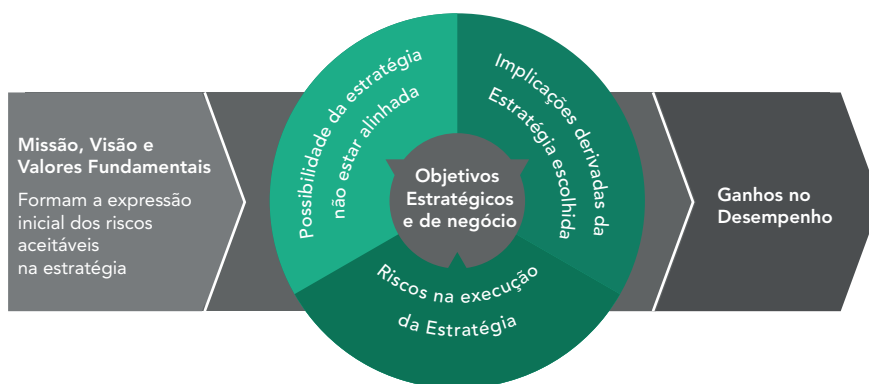 Missão, Visão e
Valores Fundamentais
Formam a expressão
inicial dos riscos
aceitáveis
na estratégia
Possibilidade da estratégia
não estar alinhada
Implicações derivadas da
Estratégia escolhida
Objetivos
Estratégicos
e de negócio
Riscos na execução
da Estratégia
Ganhos no
Desempenho